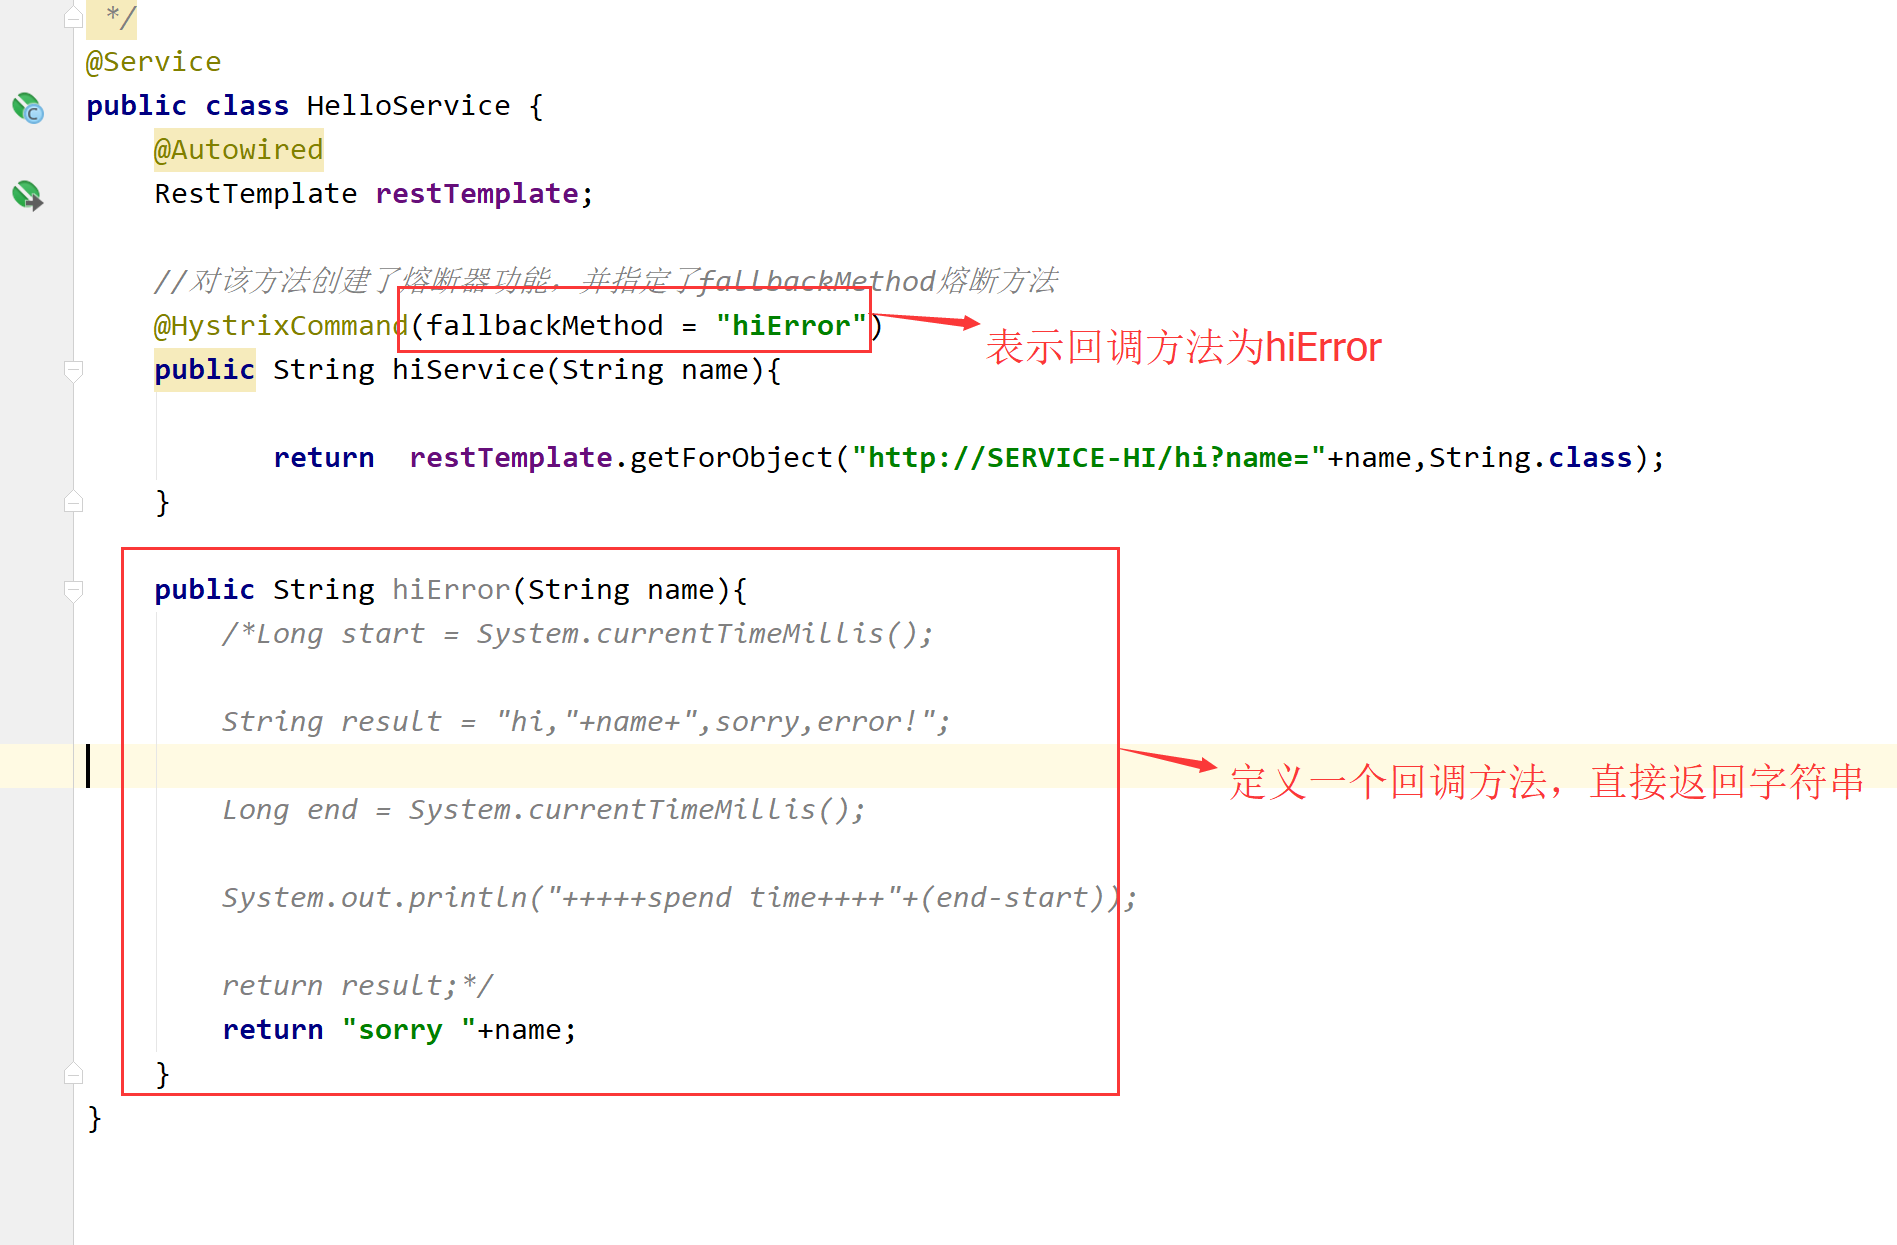 */
@Service
public class HelloService {
@Autowired
RestTemplate restTemplate;
//对该方法创建了熔断器功能，并指定了fallbackMethod熔断方法
@HystrixCommand(fallbackMethod = "hiError")
表示回调方法为hiError
public String hiService(String name){
return  restTemplate.getForObject("http://SERVICE-HI/hi?name="+name,String.class);
}
public String hiError(String name){
/*Long start = System.currentTimeMillis();
String result = "hi,"+name+",sorry,error!";
定义一个回调方法，直接返回字符串
Long end = System.currentTimeMillis();
System.out.println("+++++spend time++++"+(end-start));
return result;*/
return "sorry "+name;
}
}